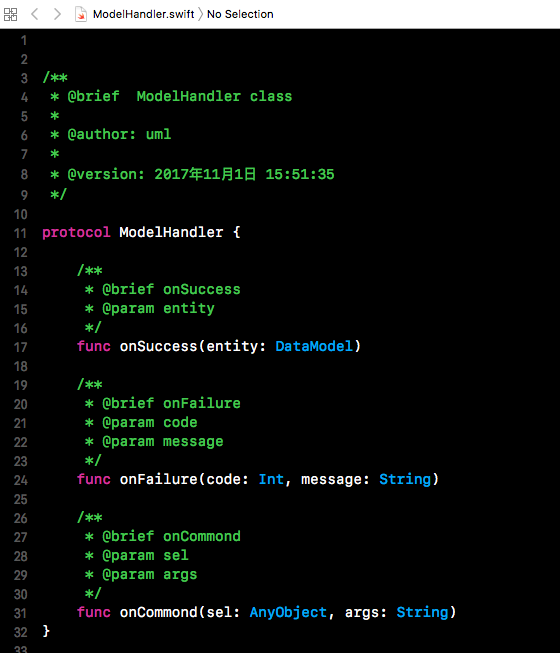 ModelHandler.swift 〉 No Selection
1
2
3 /**
4  * @brief  ModelHandler class
5  *
6  * @author: uml
7  *
8  * @version: 2017年11月1日 15:51:35
9  */
10
11 protocol ModelHandler {
12
13     /**
14      * @brief onSuccess
15      * @param entity
16      */
17     func onSuccess(entity: DataModel)
18
19     /**
20      * @brief onFailure
21      * @param code
22      * @param message
23      */
24     func onFailure(code: Int, message: String)
25
26     /**
27      * @brief onCommond
28      * @param sel
29      * @param args
30      */
31     func onCommond(sel: AnyObject, args: String)
32 }
33